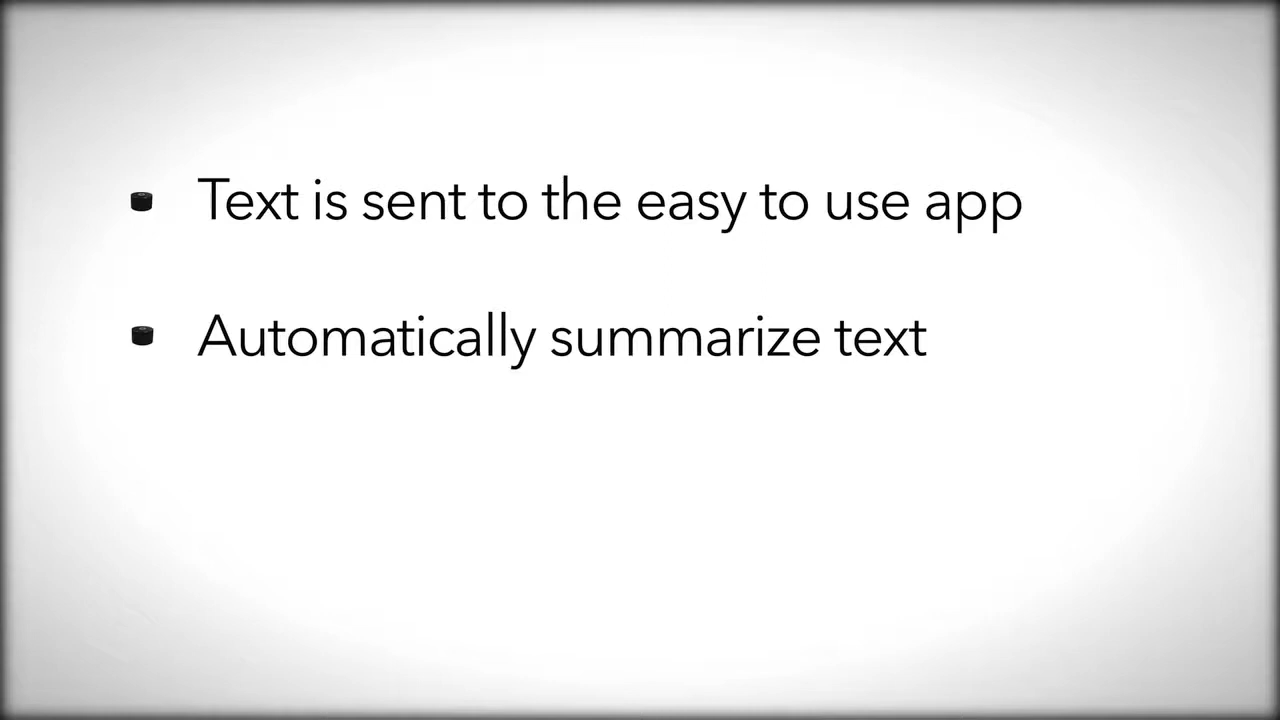 Text is sent to the easy to use app
Automatically summarize text